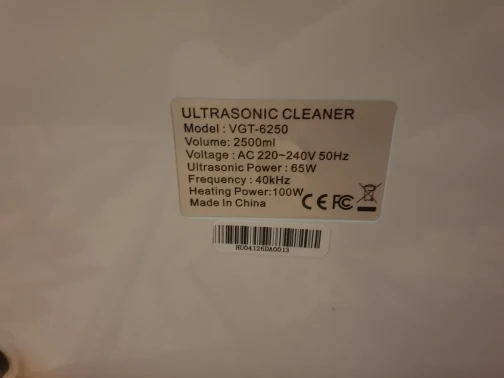 ULTRASONIC CLEANER
Model : VGT-6250
Volume: 2500ml
Voltage : AC 220~240V 50Hz
Ultrasonic Power : 65W
Frequency : 40kHz
Heating Power:100W
Made In China CE FC
HU04126DA0013